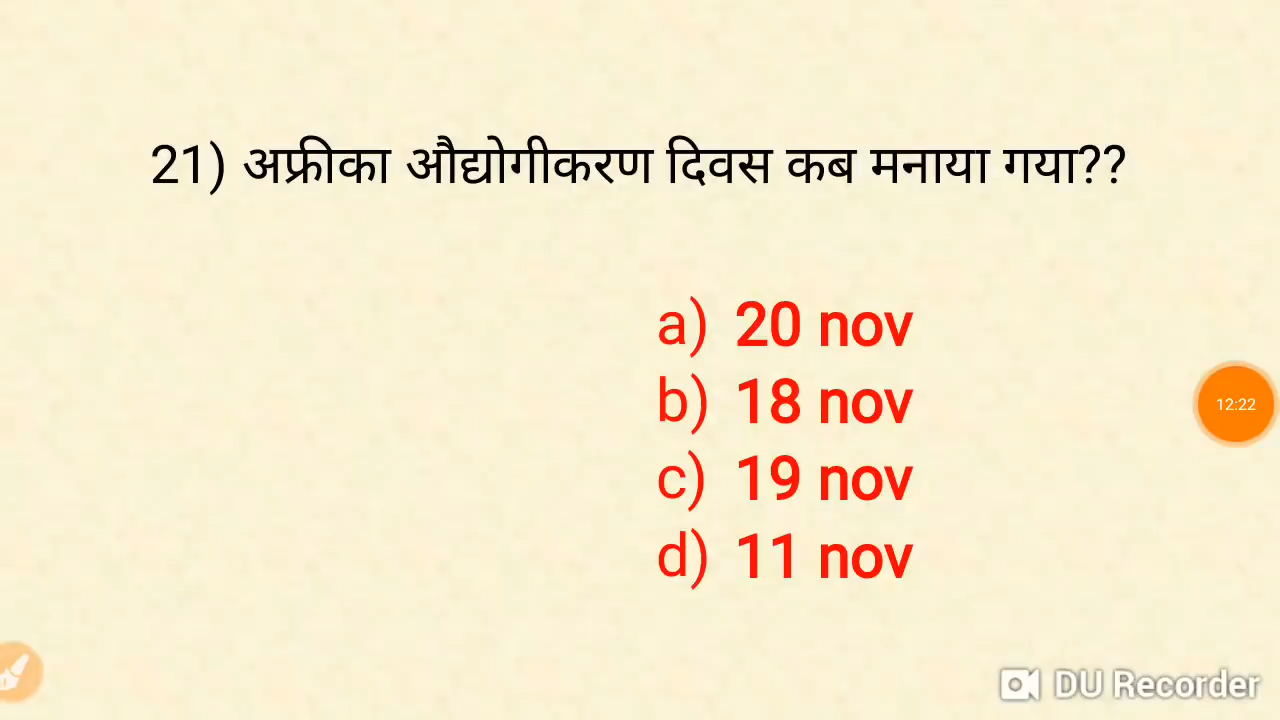 21) अफ्रीका औद्योगीकरण दिवस कब मनाया गया??
a) 20 nov
b) 18 nov
c) 19 nov
d) 11 nov
12:22
DU Recorder